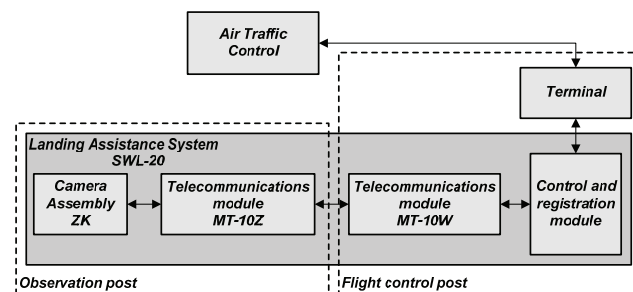 Air Traffic
Control
Terminal
Landing Assistance System
SWL-20
Camera
Assembly
ZK
Telecommunications
module
MT-10Z
Telecommunications
module
MT-10W
Control and
registration
module
Observation post
Flight control post